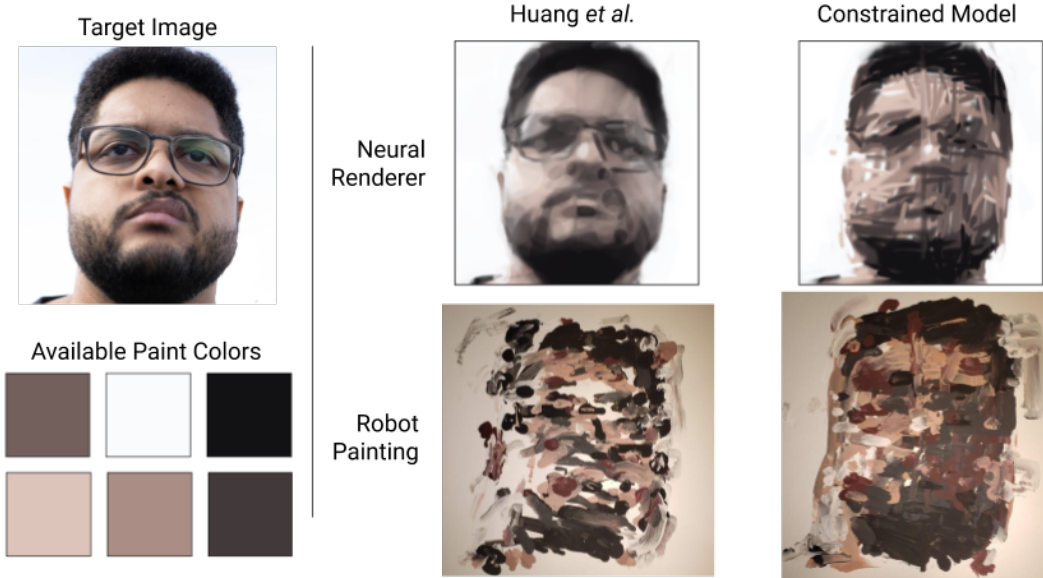 Target Image
Huang et al.
Constrained Model
Neural
Renderer
Available Paint Colors
Robot
Painting